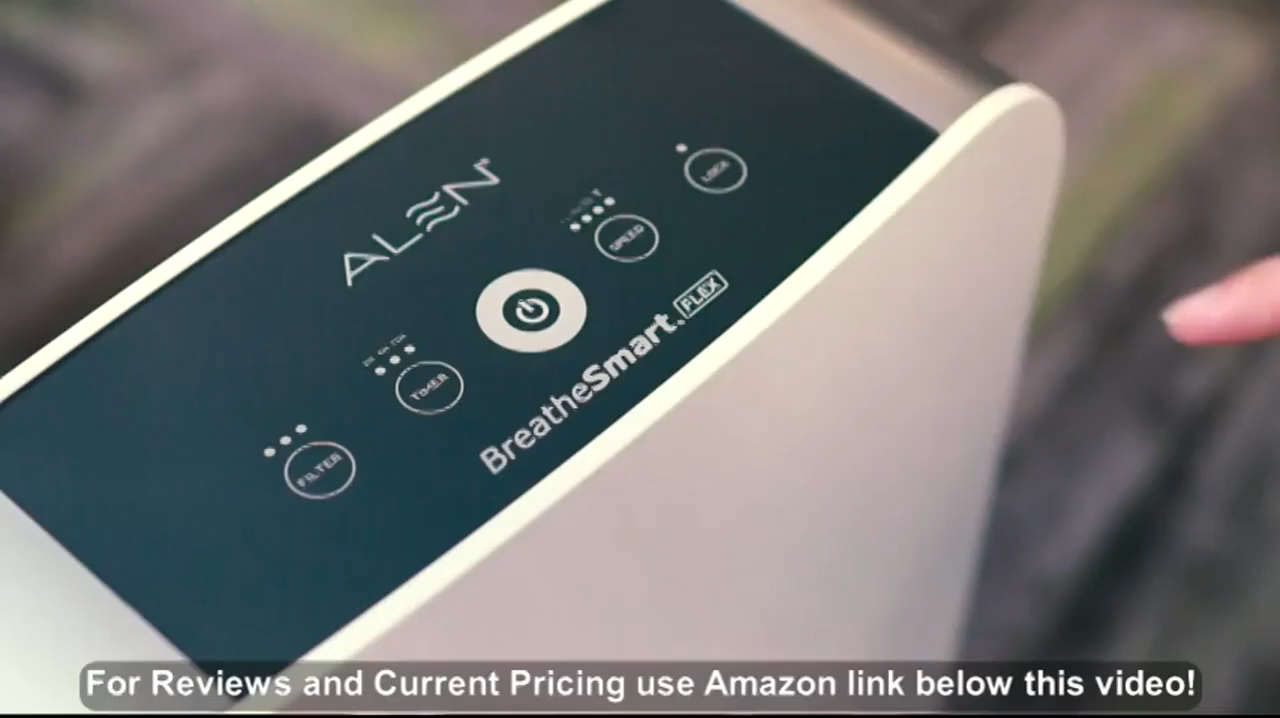 ALEN
LOCK
SPEED
TIMER
FILTER
BreatheSmart. FLEX
For Reviews and Current Pricing use Amazon link below this video!